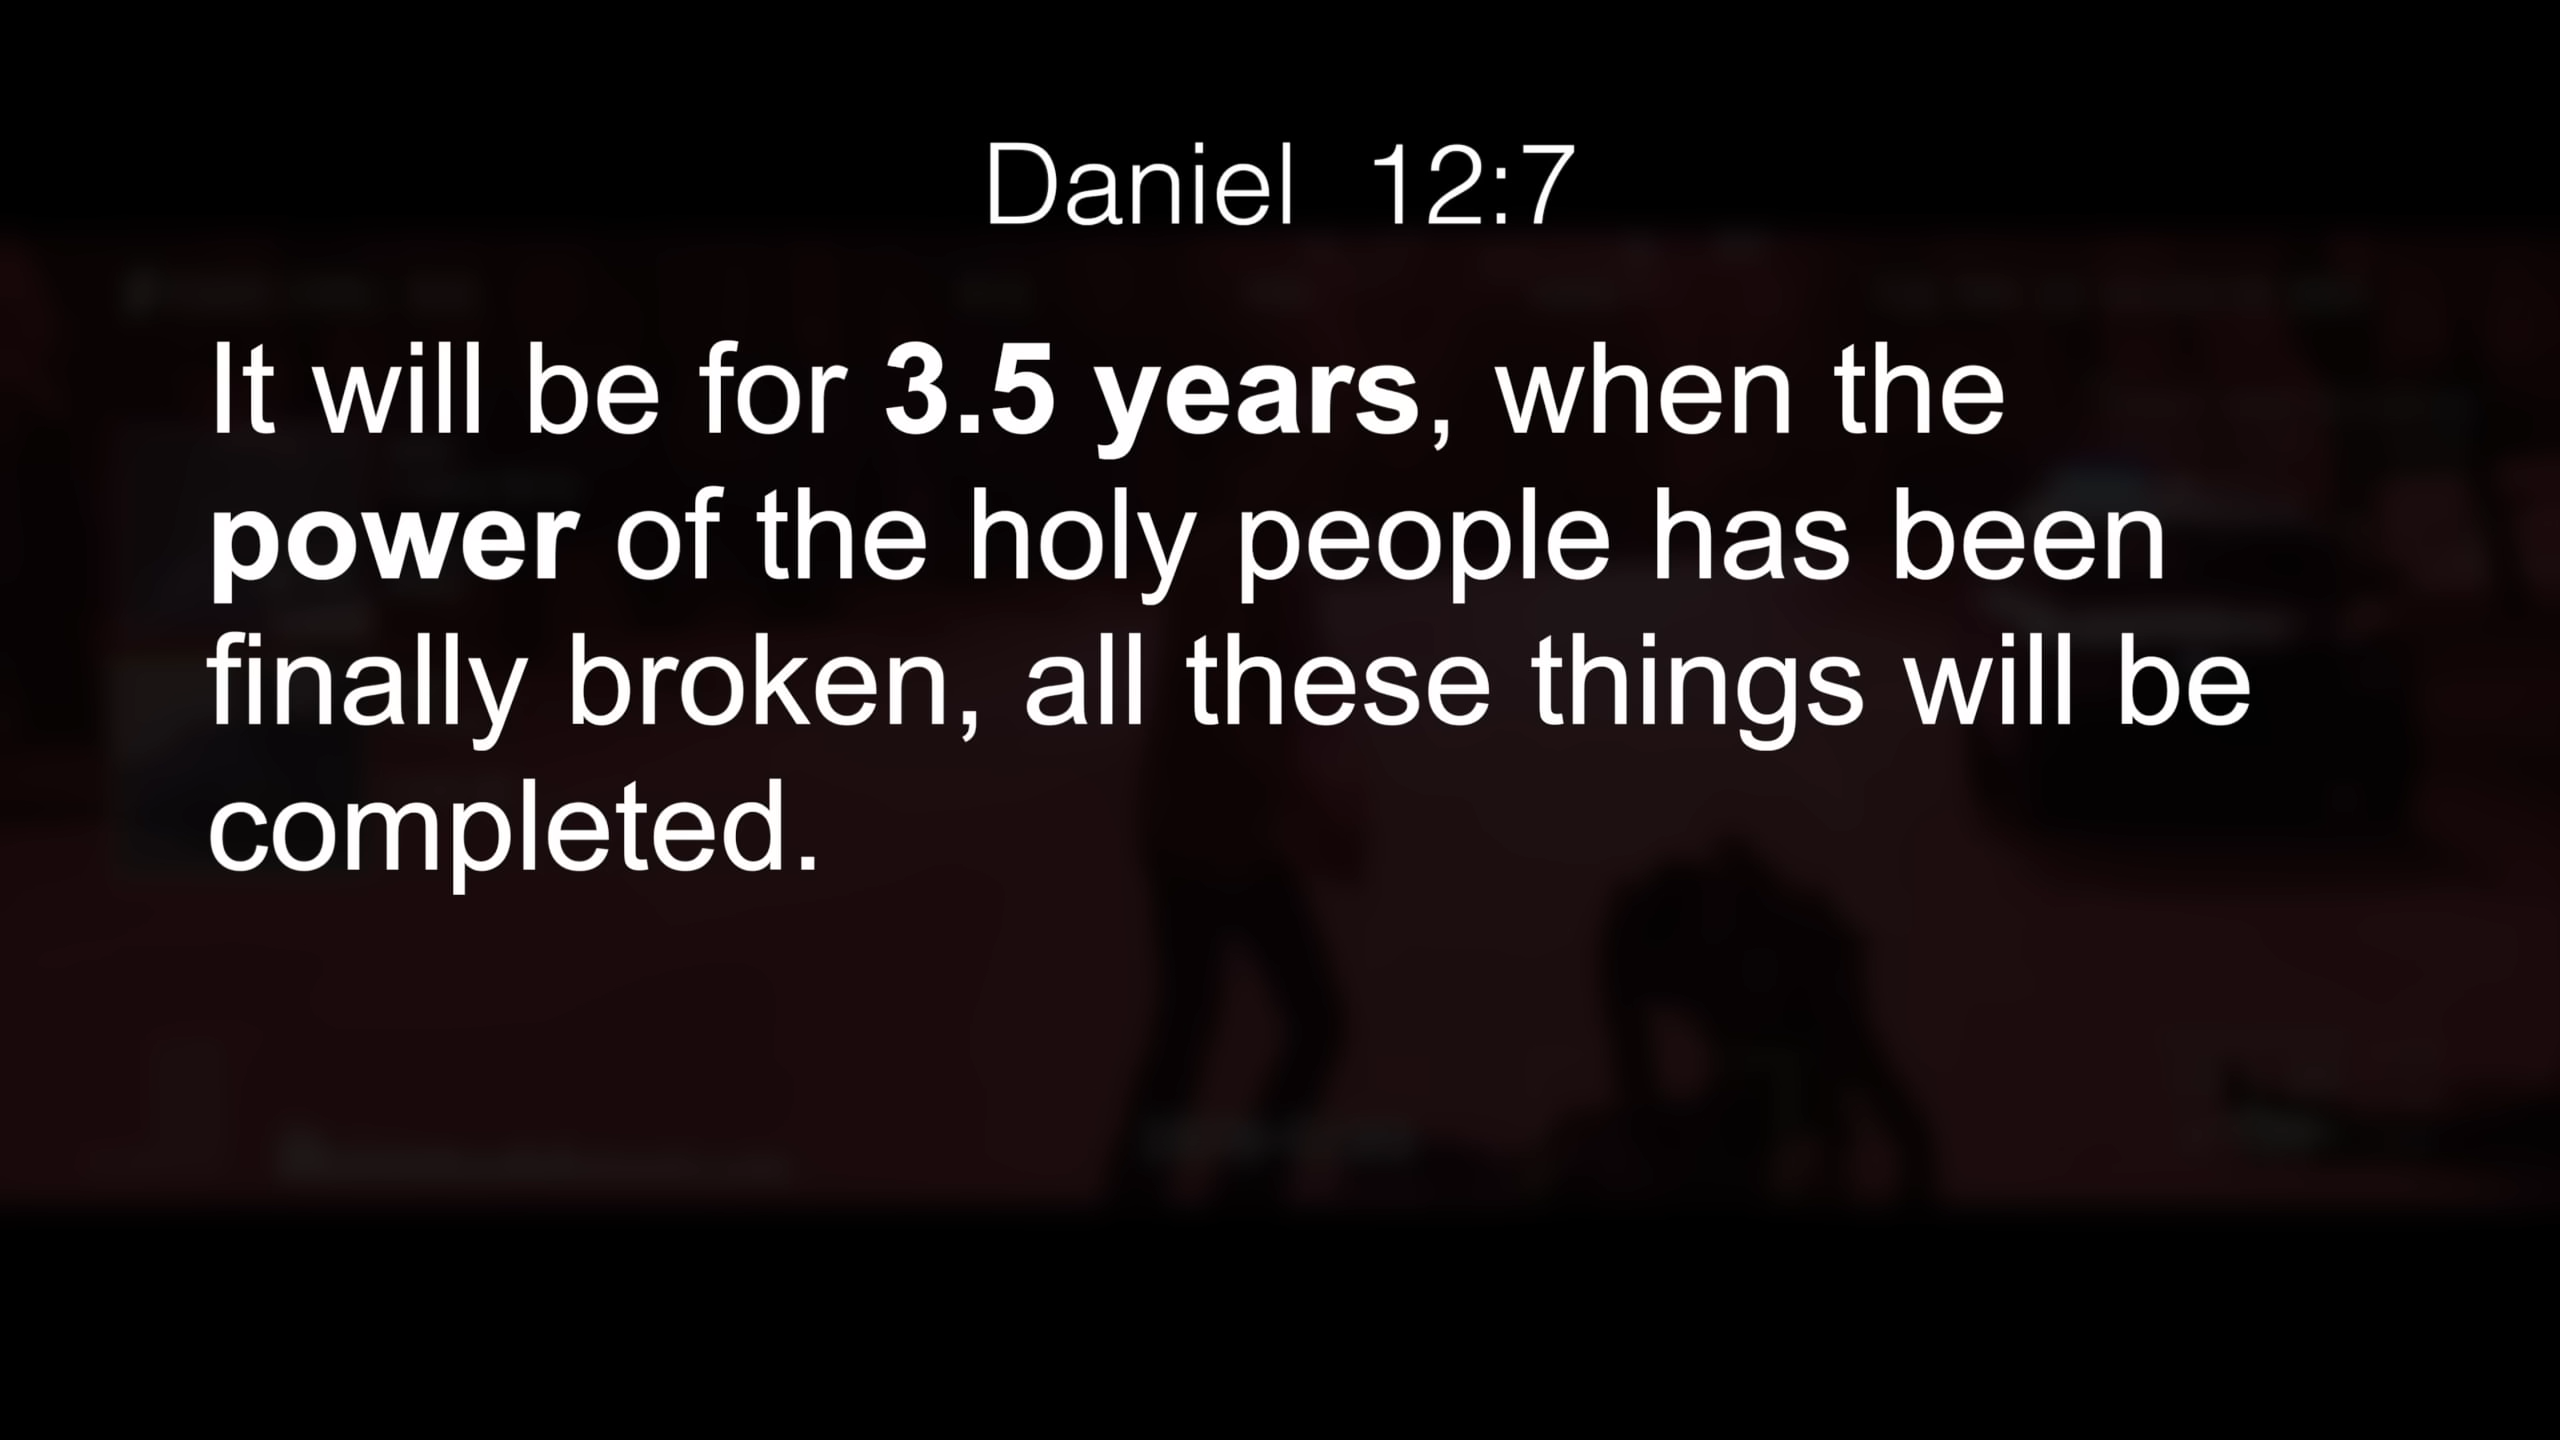 Daniel 12:7
It will be for 3.5 years, when the
power of the holy people has been
finally broken, all these things will be
completed.